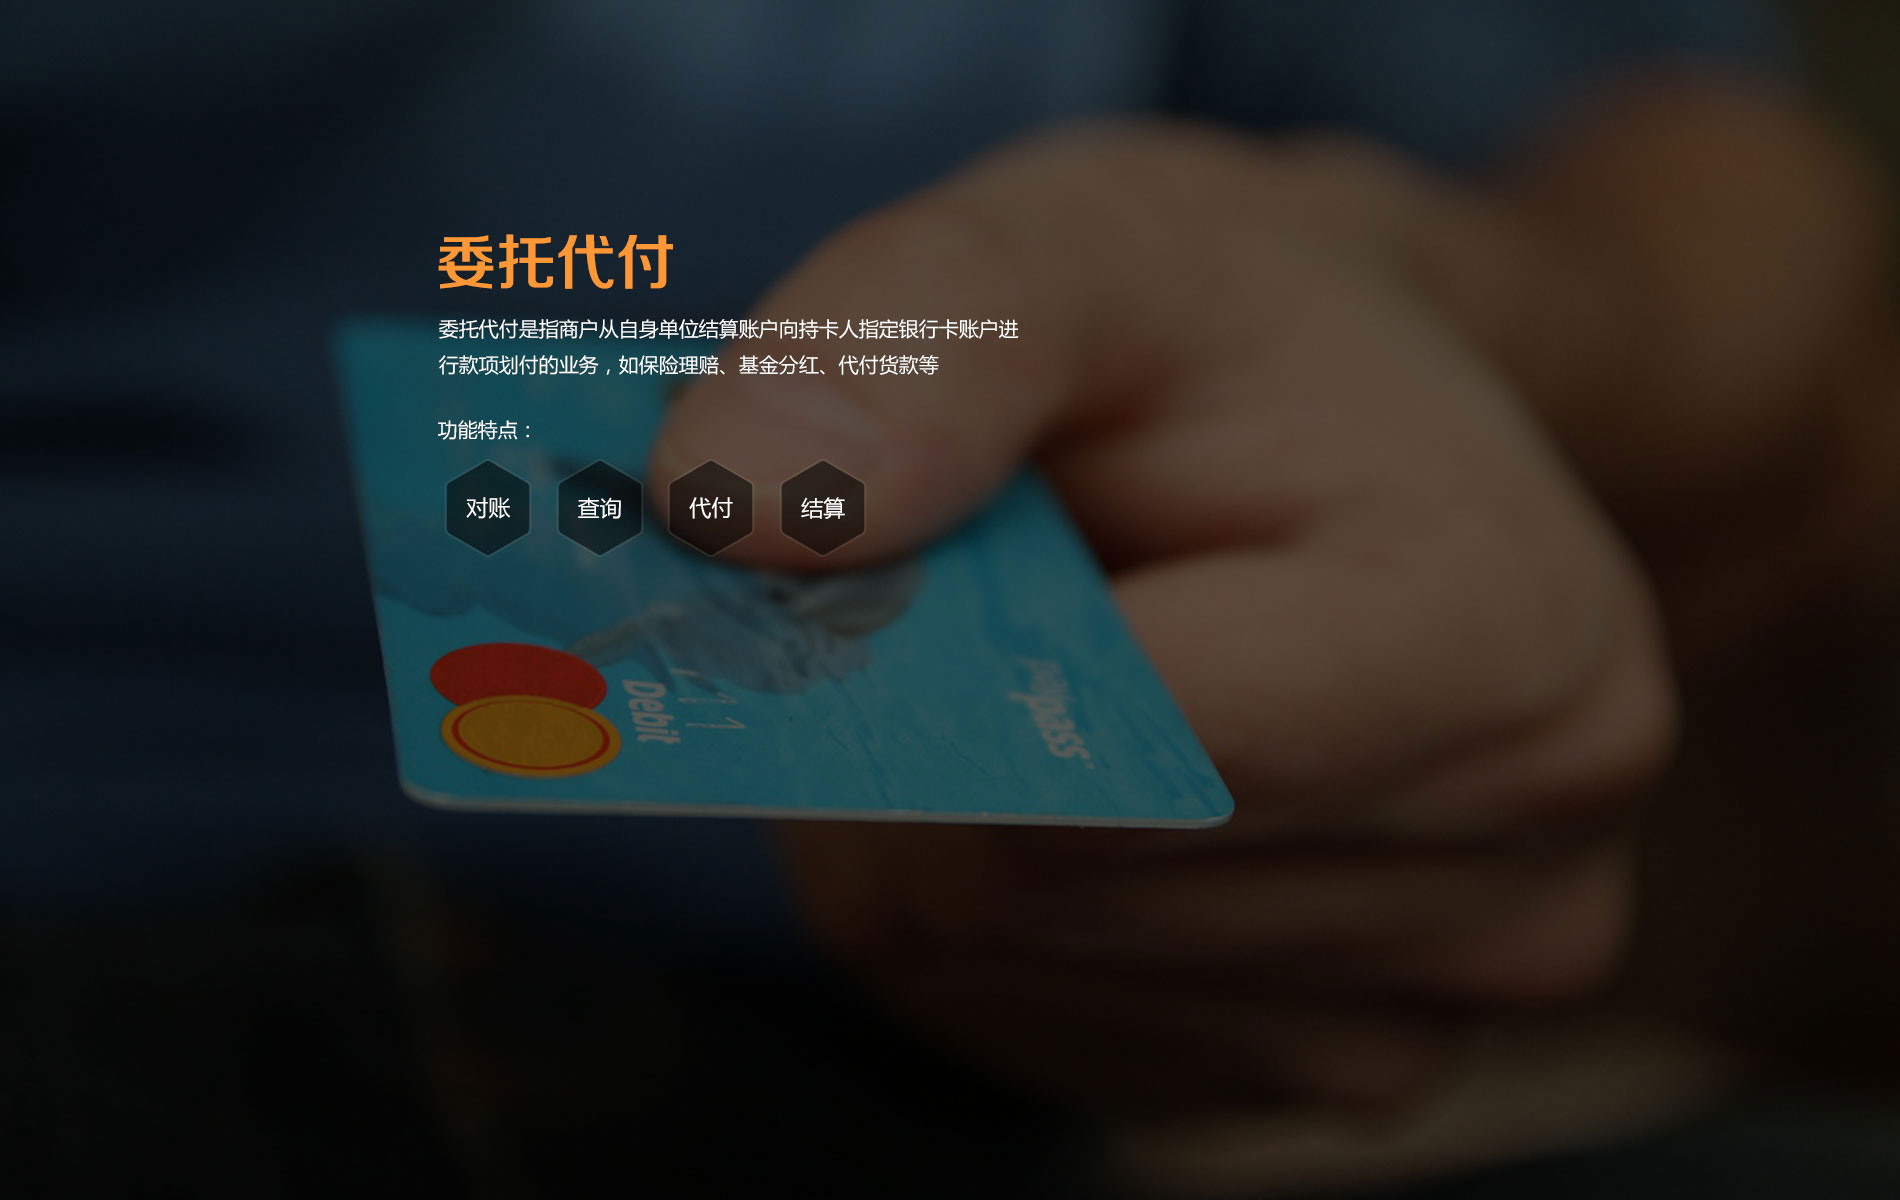 委托代付
委托代付是指商户从自身单位结算账户向持卡人指定银行卡账户进
行款项划付的业务，如保险理赔、基金分红、代付货款等
功能特点：
对账 查询 代付 结算
Debit
paypass